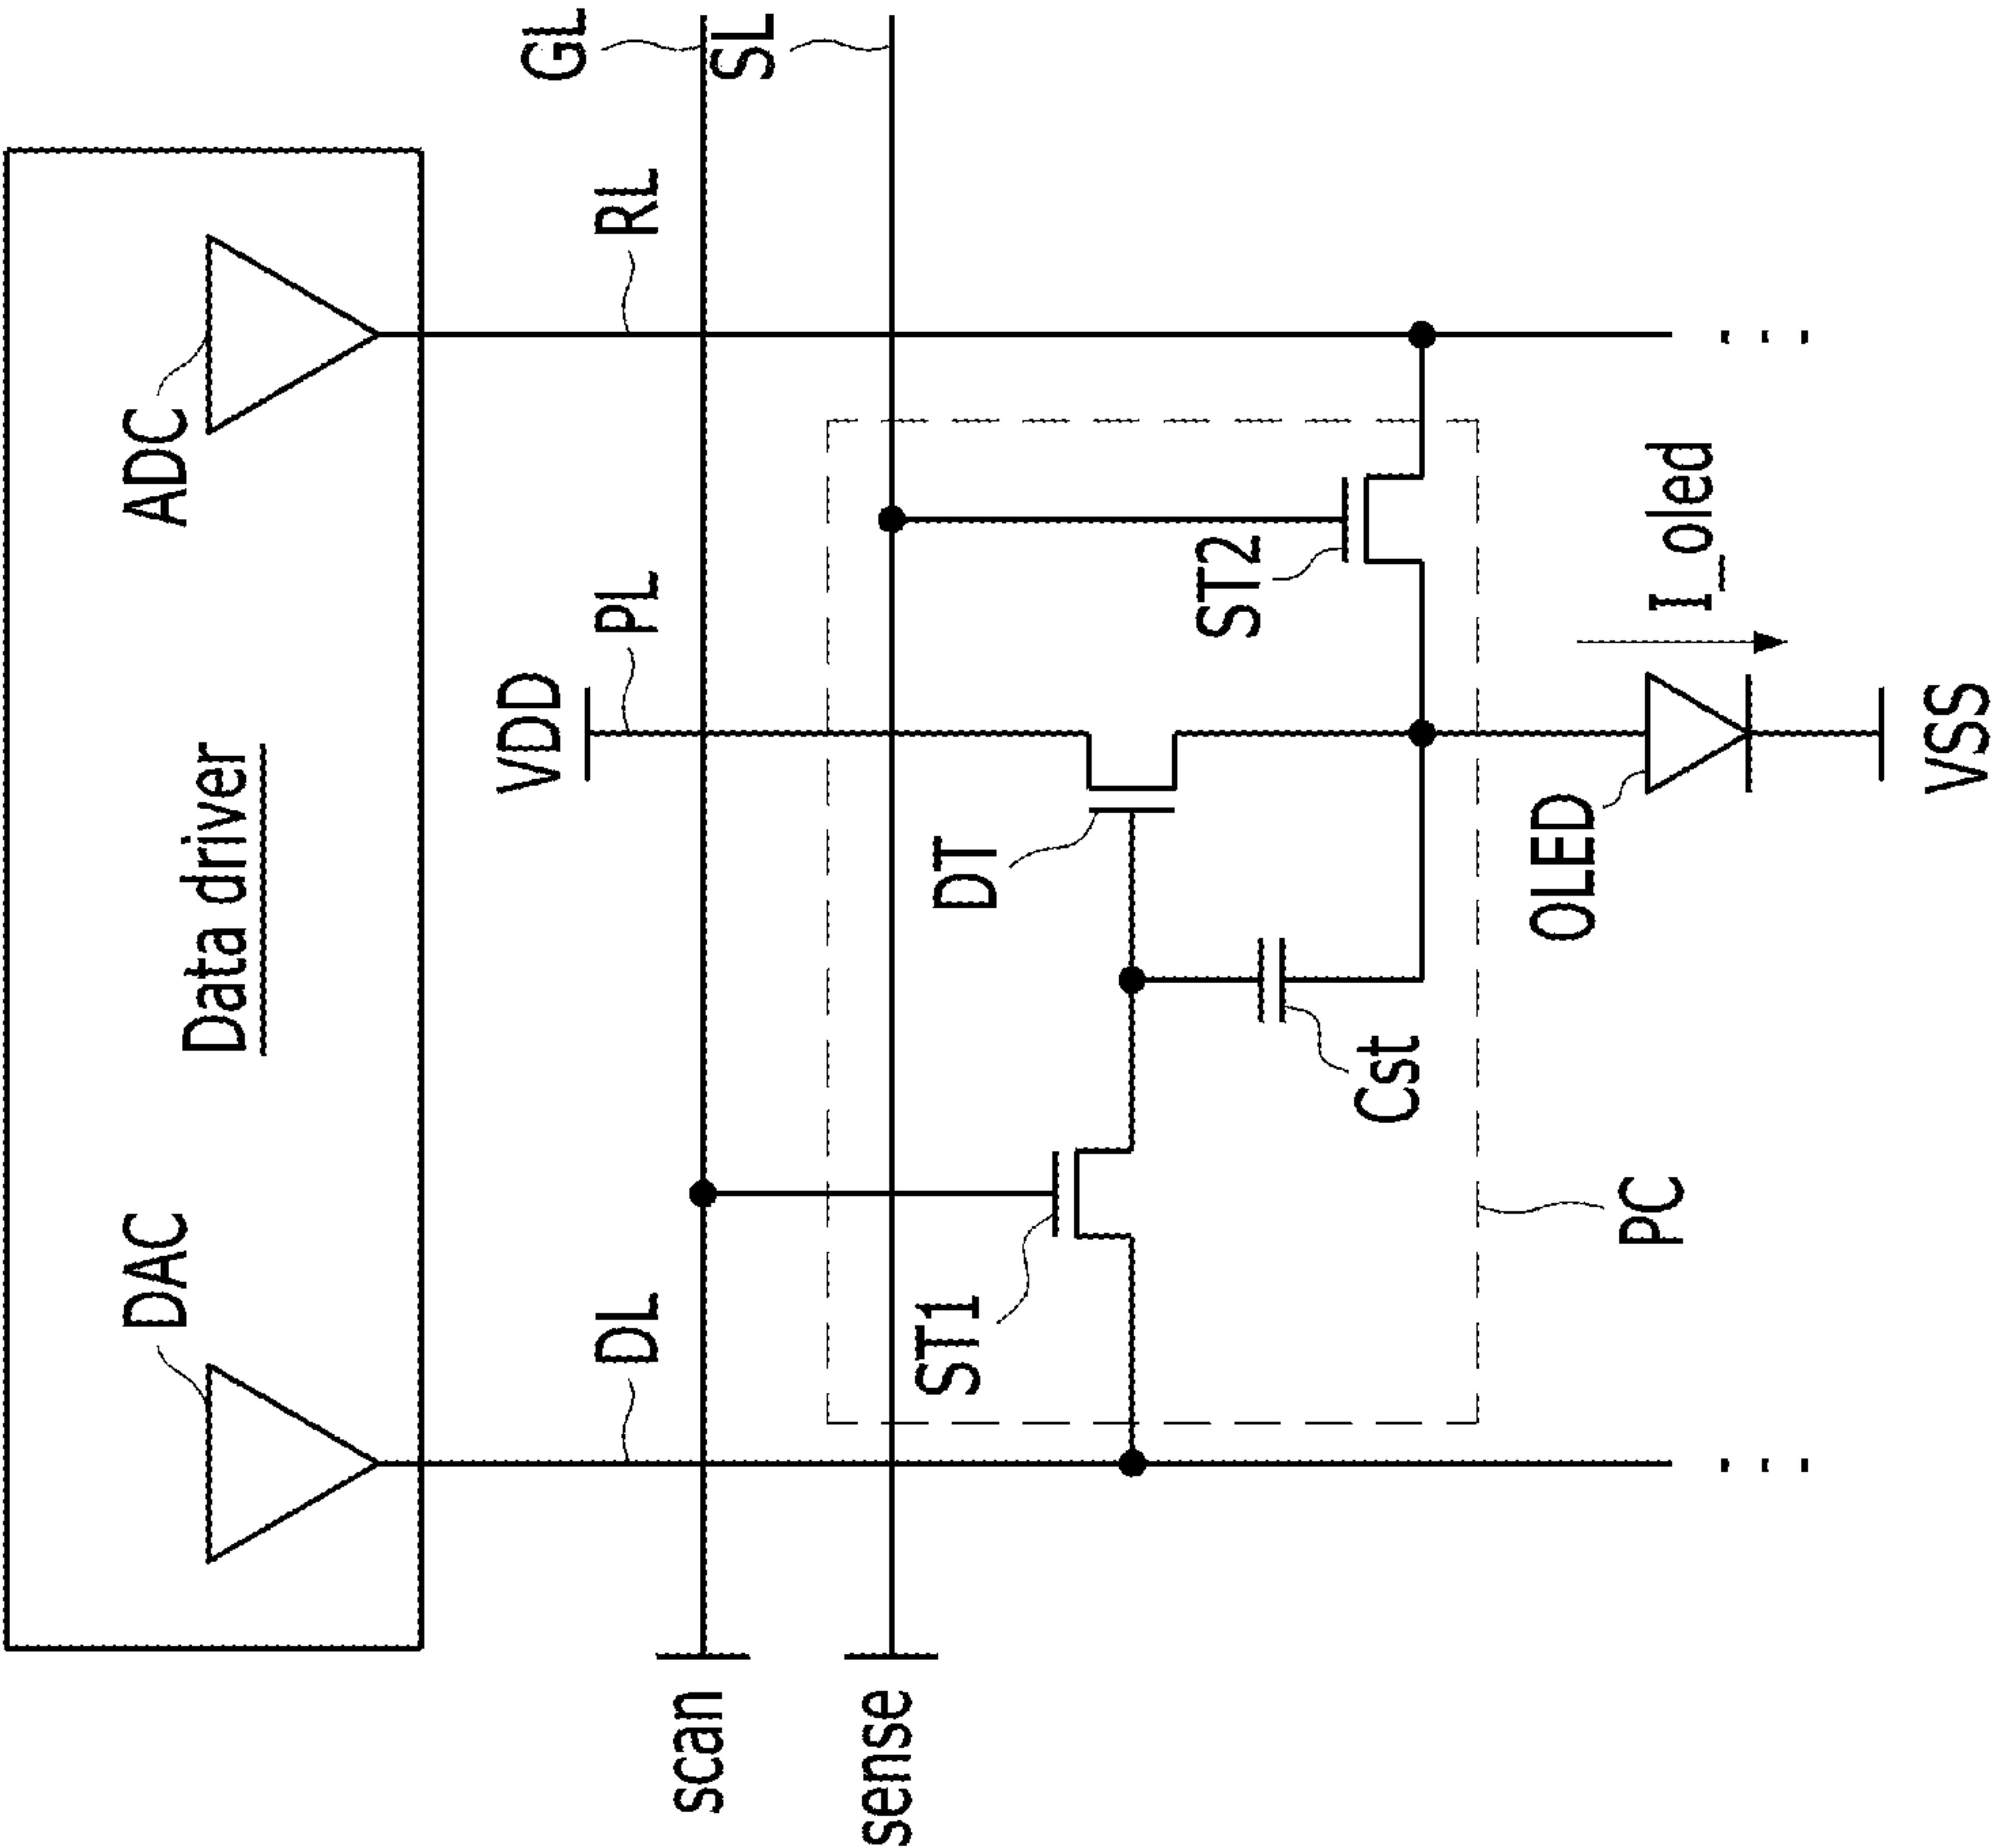 Data driver
DAC
ADC
VDD
DL
PL
RL
GL
scan
SL
sense
DT
ST1
ST2
Cst
OLED
PC
I_oled
VSS